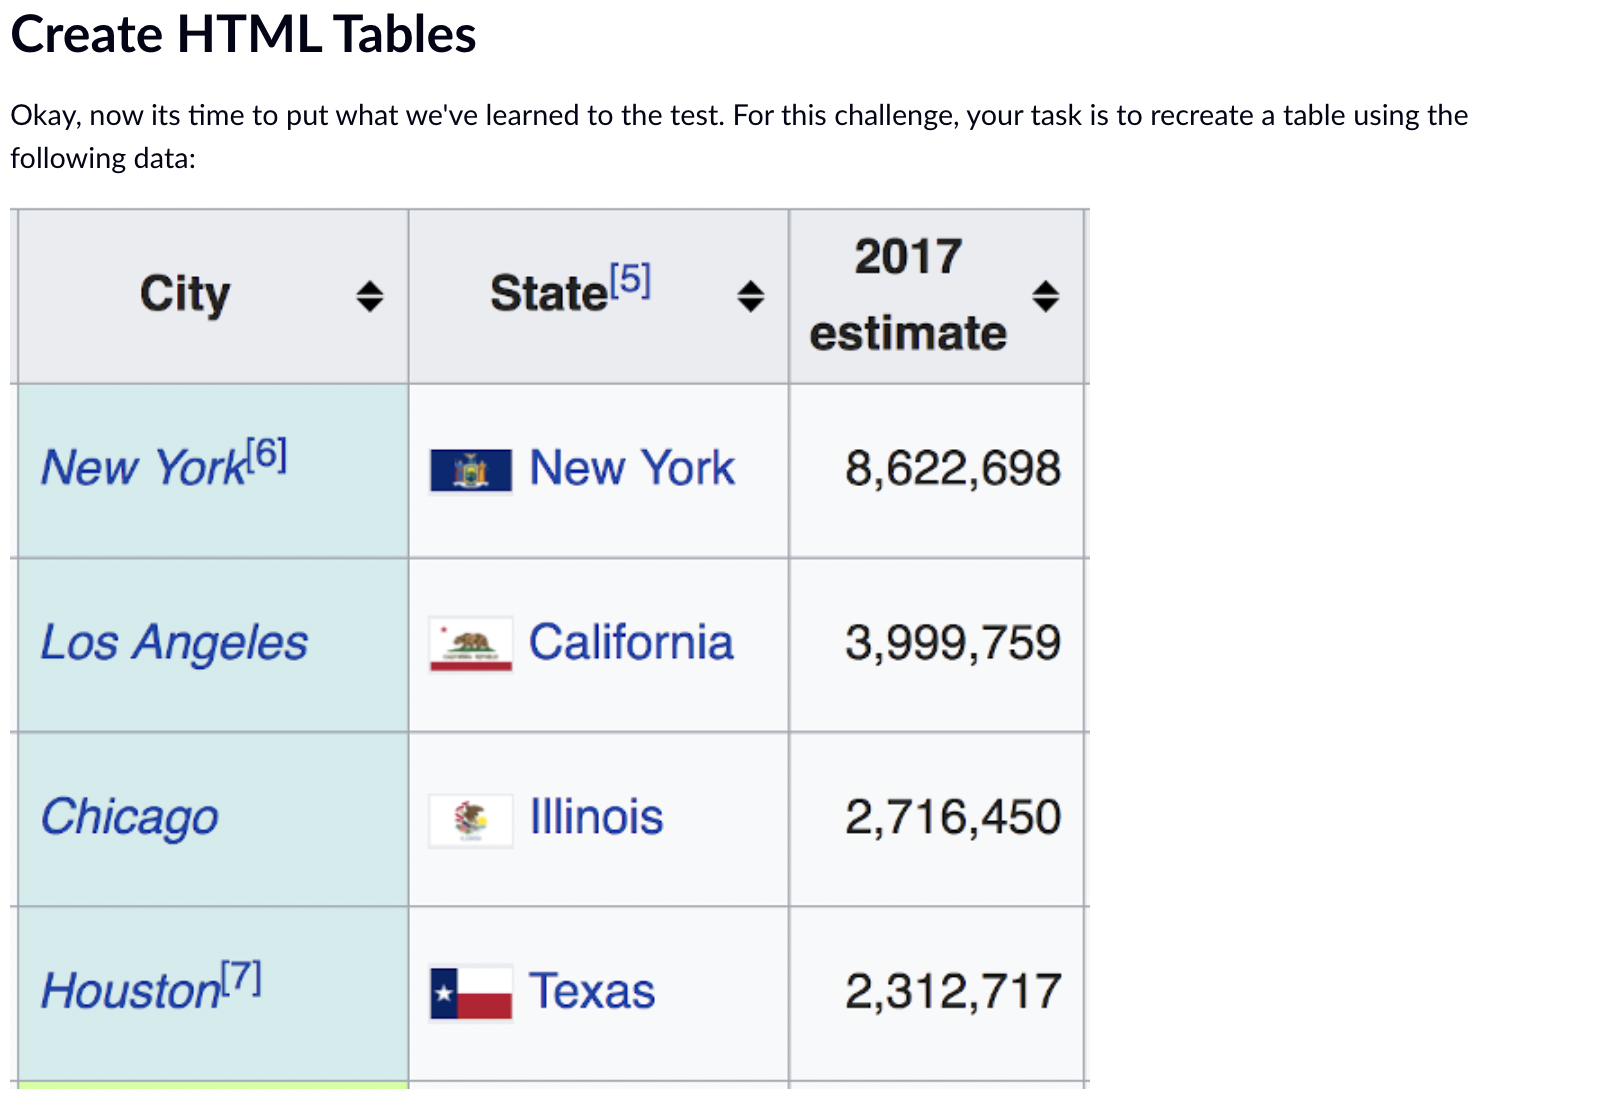 Create HTML Tables
Okay, now its time to put what we've learned to the test. For this challenge, your task is to recreate a table using the
following data:
City State[5] 2017 estimate
New York[6] New York 8,622,698
Los Angeles California 3,999,759
Chicago Illinois 2,716,450
Houston[7] Texas 2,312,717